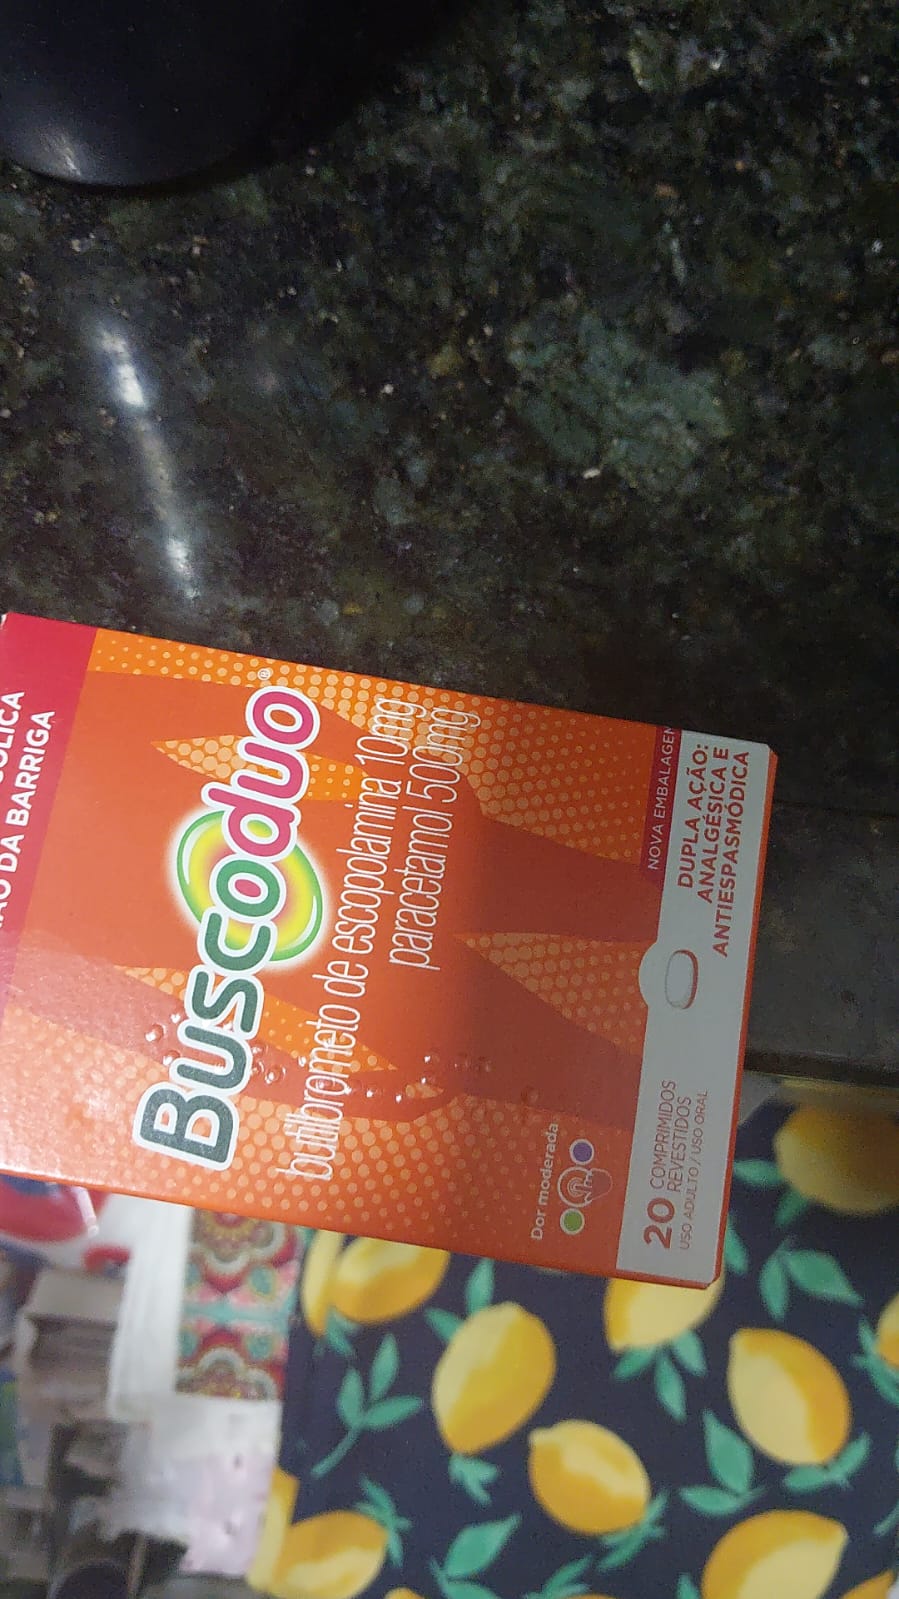 DA BARRIGA
Buscoduo®
butilbrometo de escopolamina 10mg
paracetamol 500mg
Dor moderada
NOVA EMBALAGEM
20 COMPRIMIDOS
REVESTIDOS
USO ADULTO / USO ORAL
DUPLA AÇÃO:
ANALGÉSICA E
ANTIESPASMÓDICA